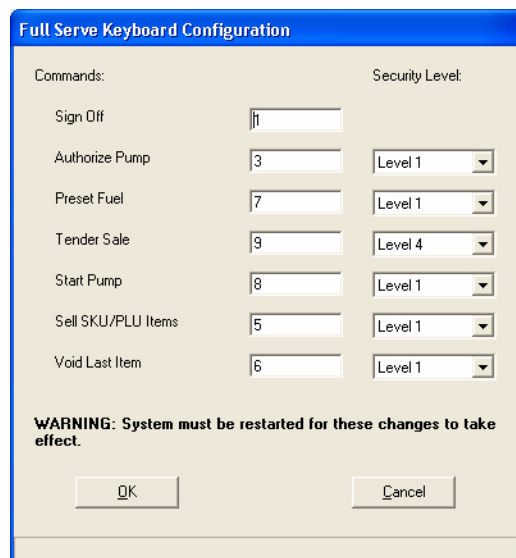 Full Serve Keyboard Configuration
Commands: Security Level:
Sign Off 1
Authorize Pump 3 Level 1
Preset Fuel 7 Level 1
Tender Sale 9 Level 4
Start Pump 8 Level 1
Sell SKU/PLU Items 5 Level 1
Void Last Item 6 Level 1
WARNING: System must be restarted for these changes to take
effect.
OK Cancel